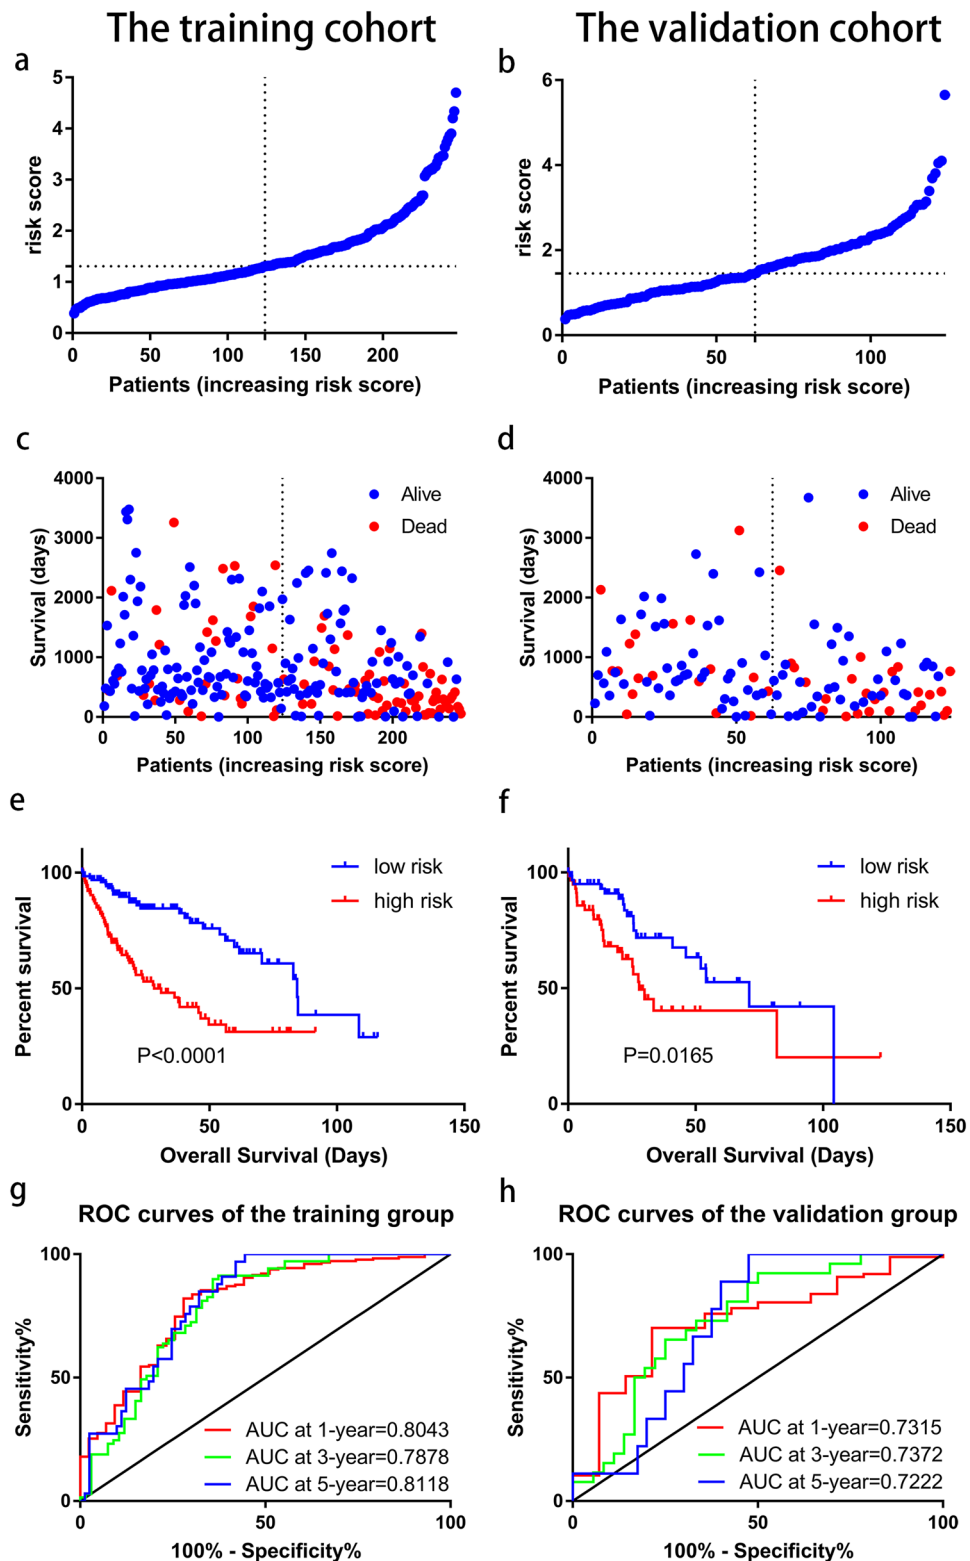 The training cohort
The validation cohort
a
5
4
3
2
1
0
risk score
0 50 100 150 200
Patients (increasing risk score)
b
6
4
2
0
risk score
0 50 100
Patients (increasing risk score)
c
4000
3000
2000
1000
0
Survival (days)
Alive
Dead
0 50 100 150 200
Patients (increasing risk score)
d
4000
3000
2000
1000
0
Survival (days)
Alive
Dead
0 50 100
Patients (increasing risk score)
e
100
50
0
Percent survival
low risk
high risk
P<0.0001
0 50 100 150
Overall Survival (Days)
f
100
50
0
Percent survival
low risk
high risk
P=0.0165
0 50 100 150
Overall Survival (Days)
g
ROC curves of the training group
100
50
0
Sensitivity%
AUC at 1-year=0.8043
AUC at 3-year=0.7878
AUC at 5-year=0.8118
0 50 100
100% - Specificity%
h
ROC curves of the validation group
100
50
0
Sensitivity%
AUC at 1-year=0.7315
AUC at 3-year=0.7372
AUC at 5-year=0.7222
0 50 100
100% - Specificity%